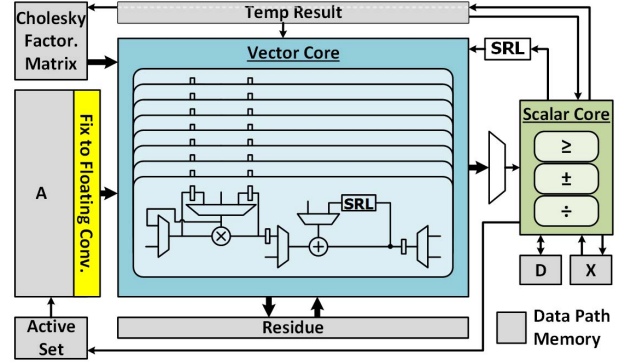 Cholesky
Factor.
Matrix
Temp Result
Vector Core
SRL
Scalar Core
≥
±
÷
A
Fix to Floating Conv.
SRL
×
+
D
X
Active
Set
Residue
Data Path
Memory